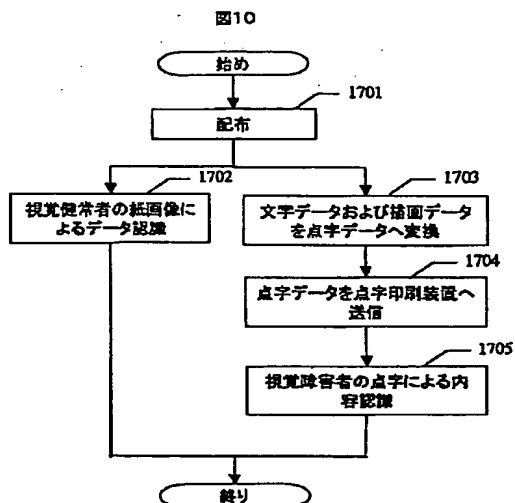 図10
始め
1701
配布
1702
視覚健常者の紙画像に
よるデータ認識
1703
文字データおよび描画データ
を点字データへ変換
1704
点字データを点字印刷装置へ
送信
1705
視覚障害者の点字による内
容認識
終り